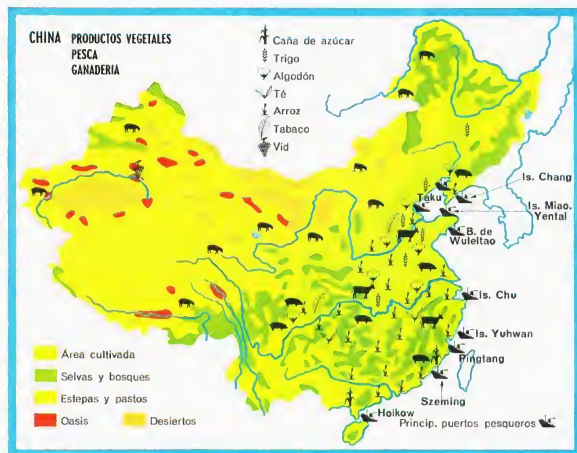 CHINA PRODUCTOS VEGETALES
PESCA
GANADERIA
Caña de azúcar
Trigo
Algodón
Té
Arroz
Tabaco
Vid
Is. Chang
Taku
Is. Miao.
Yental
B. de
Wuleitao
Is. Chu
Is. Yuhwan
Pingtang
Szeming
Hoikow
Princip. puertos pesqueros
Área cultivada
Selvas y bosques
Estepas y pastos
Oasis
Desiertos